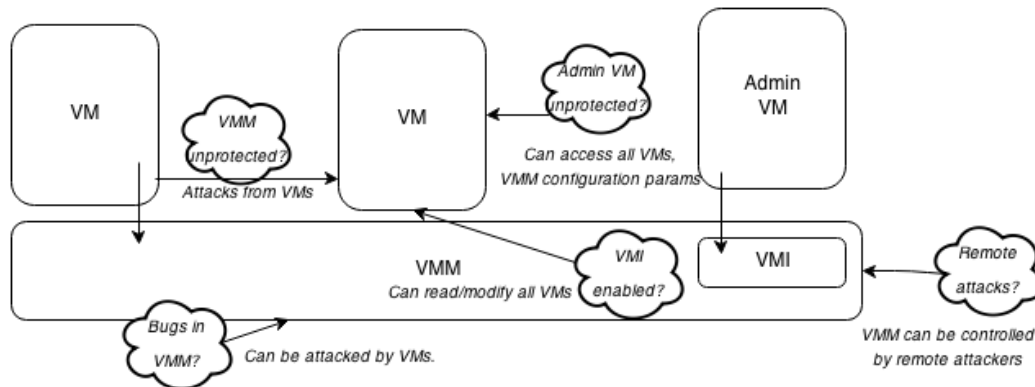 VM
VMM
unprotected?
Attacks from VMs
VM
Admin VM
unprotected?
Can access all VMs,
VMM configuration params
Admin
VM
VMM
Can read/modify all VMs
VMI
enabled?
VMI
Remote
attacks?
VMM can be controlled
by remote attackers
Bugs in
VMM?
Can be attacked by VMs.